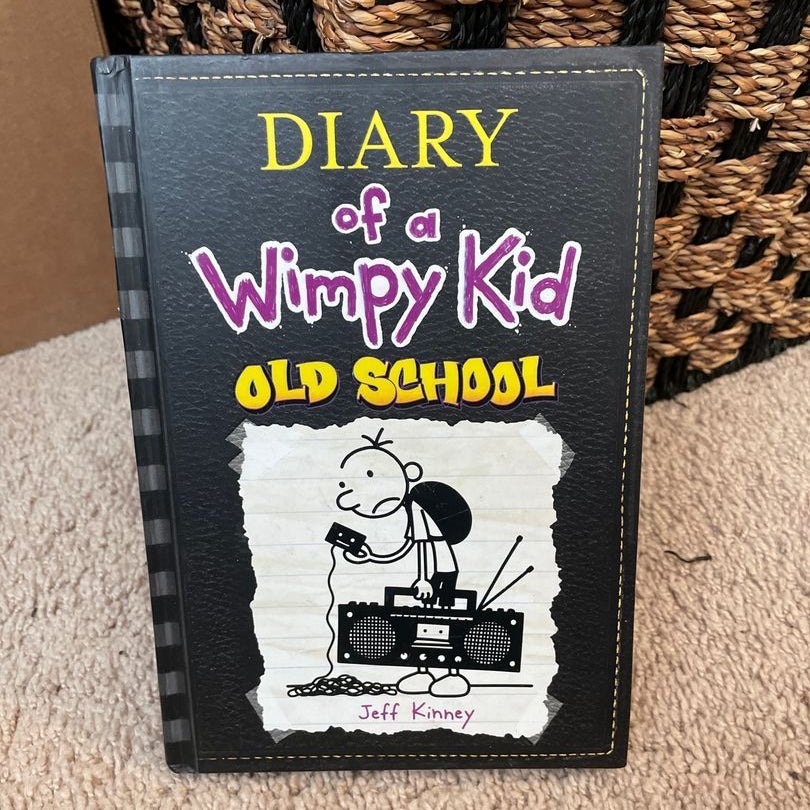 DIARY
of a
Wimpy Kid
OLD SCHOOL
Jeff Kinney